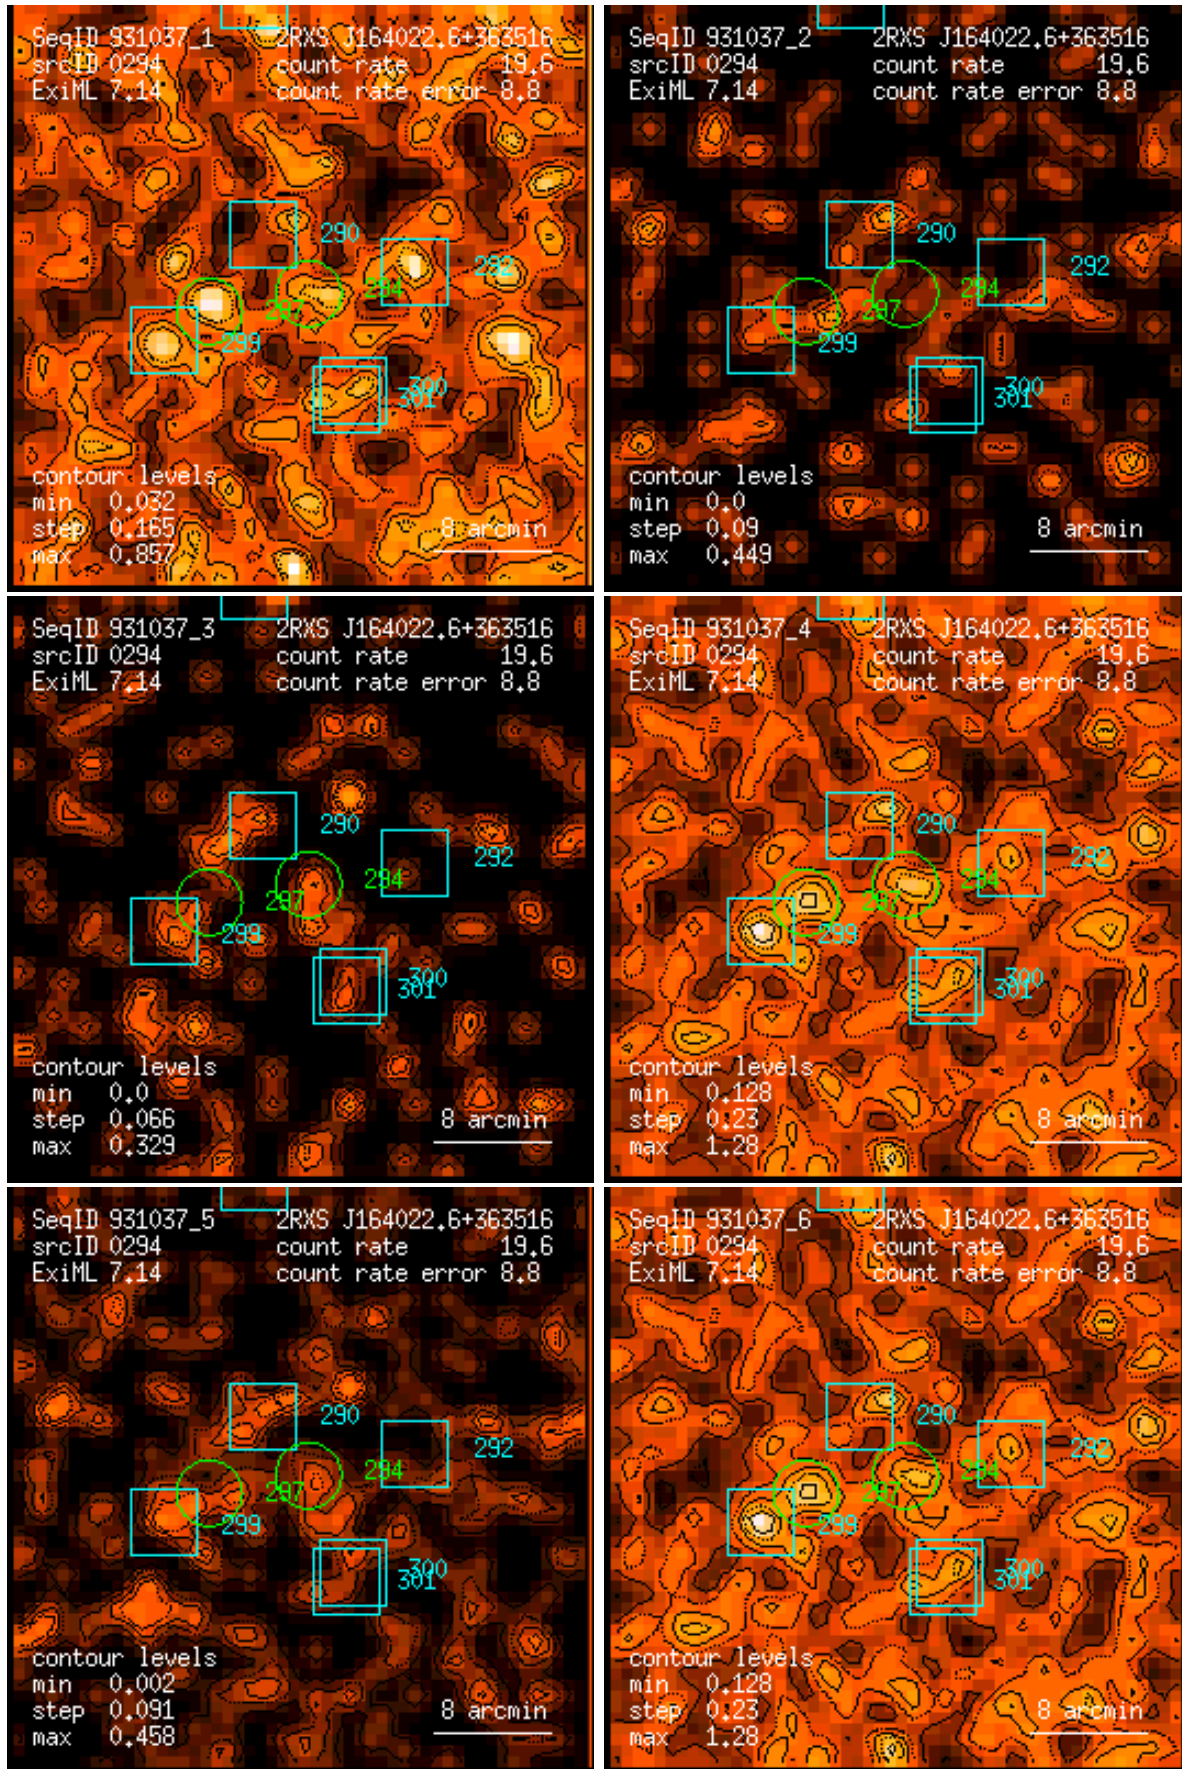 SeqID 931037_1 2RXS J164022.6+363516
srcID 0294 count rate 19.6
ExiML 7.14 count rate error 8.8
290
292
294
297
299
300
301
contour levels
min 0.032
step 0.165 8 arcmin
max 0.857
SeqID 931037_2 2RXS J164022.6+363516
srcID 0294 count rate 19.6
ExiML 7.14 count rate error 8.8
290
292
294
297
299
300
301
contour levels
min 0.0
step 0.09 8 arcmin
max 0.449
SeqID 931037_3 2RXS J164022.6+363516
srcID 0294 count rate 19.6
ExiML 7.14 count rate error 8.8
290
292
294
297
299
300
301
contour levels
min 0.0
step 0.066 8 arcmin
max 0.329
SeqID 931037_4 2RXS J164022.6+363516
srcID 0294 count rate 19.6
ExiML 7.14 count rate error 8.8
290
292
294
297
299
300
301
contour levels
min 0.128
step 0.23 8 arcmin
max 1.28
SeqID 931037_5 2RXS J164022.6+363516
srcID 0294 count rate 19.6
ExiML 7.14 count rate error 8.8
290
292
294
297
299
300
301
contour levels
min 0.002
step 0.091 8 arcmin
max 0.458
SeqID 931037_6 2RXS J164022.6+363516
srcID 0294 count rate 19.6
ExiML 7.14 count rate error 8.8
290
292
294
297
299
300
301
contour levels
min 0.128
step 0.23 8 arcmin
max 1.28